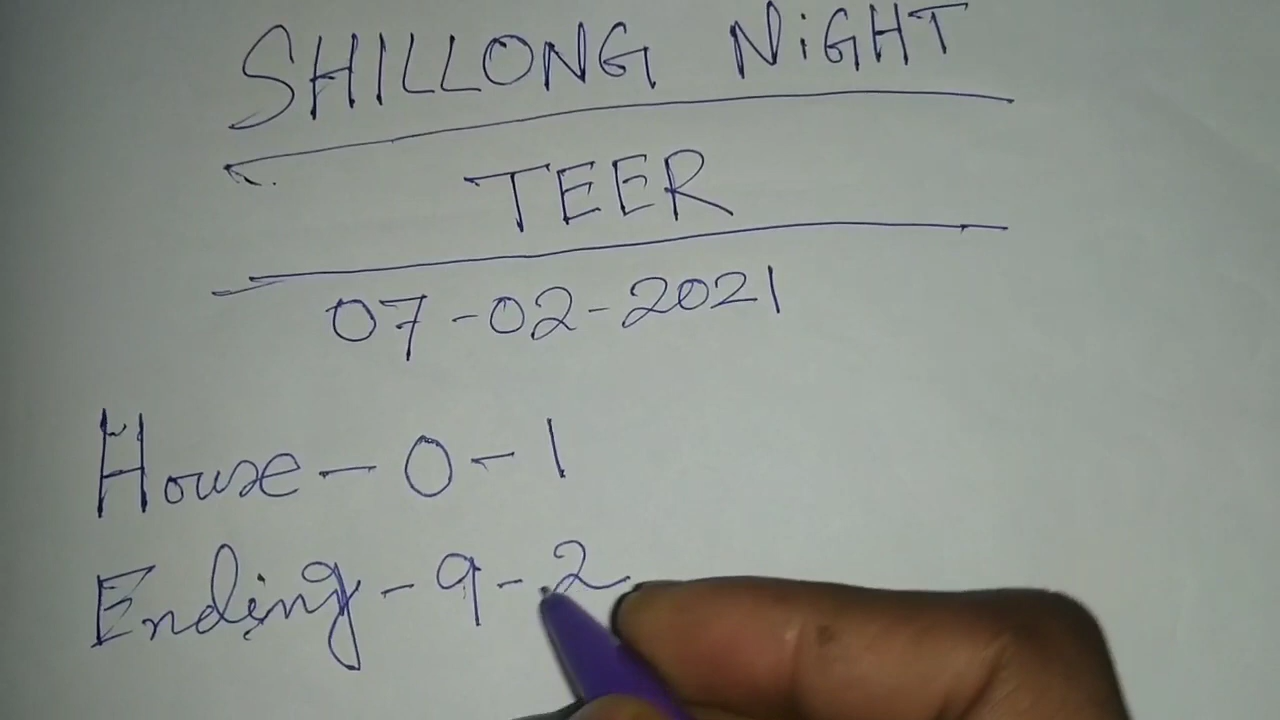 SHILLONG NiGHT
TEER
07-02-2021
House - 0 - 1
Ending - 9 - 2